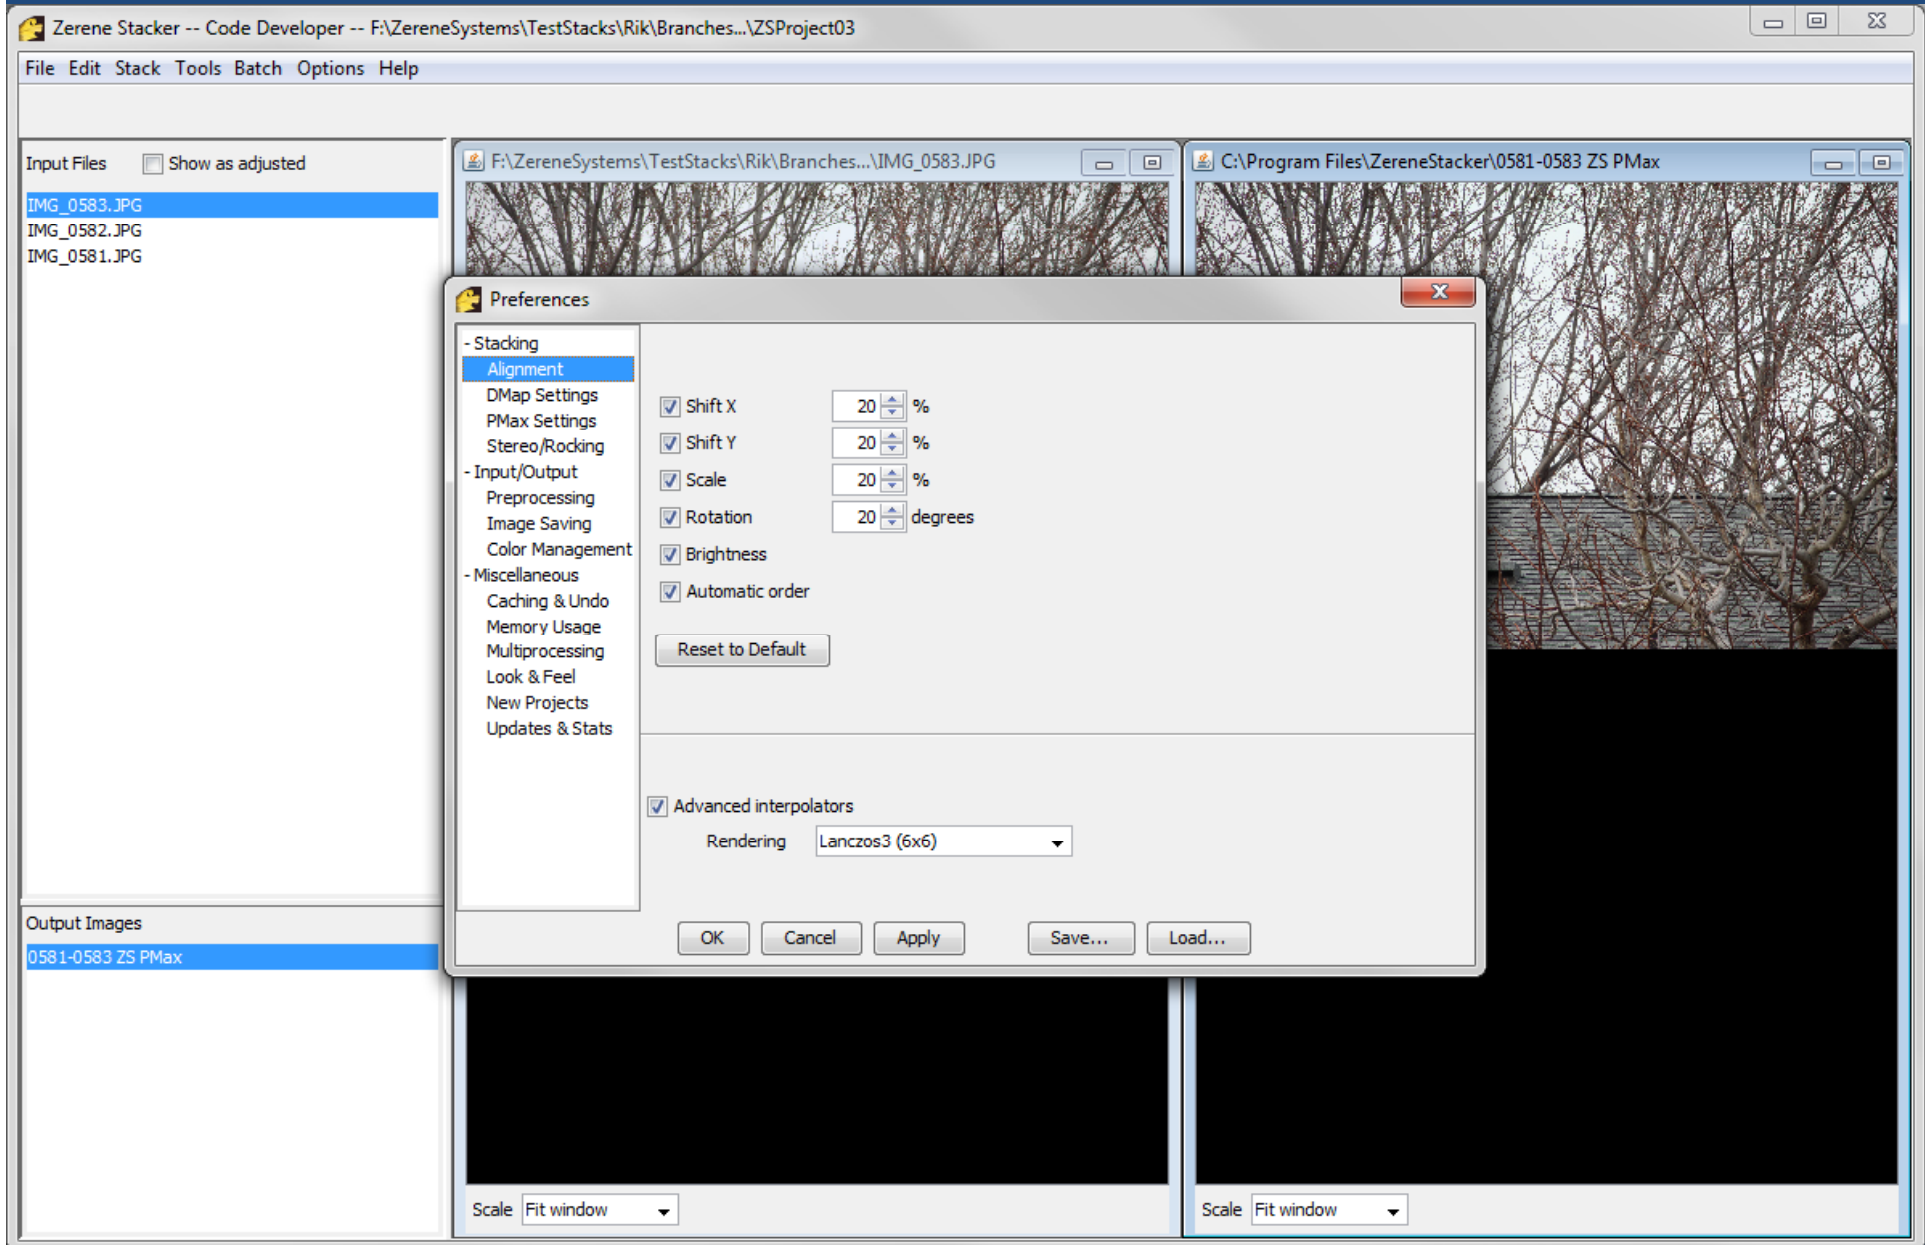 Zerene Stacker -- Code Developer -- F:\ZereneSystems\TestStacks\Rik\Branches...\ZSProject03
File Edit Stack Tools Batch Options Help
Input Files Show as adjusted
IMG_0583.JPG
IMG_0582.JPG
IMG_0581.JPG
F:\ZereneSystems\TestStacks\Rik\Branches...\IMG_0583.JPG
C:\Program Files\ZereneStacker\0581-0583 ZS PMax
Preferences
- Stacking
Alignment
DMap Settings
PMax Settings
Stereo/Rocking
- Input/Output
Preprocessing
Image Saving
Color Management
- Miscellaneous
Caching & Undo
Memory Usage
Multiprocessing
Look & Feel
New Projects
Updates & Stats
Shift X 20 %
Shift Y 20 %
Scale 20 %
Rotation 20 degrees
Brightness
Automatic order
Reset to Default
Advanced interpolators
Rendering Lanczos3 (6x6)
OK Cancel Apply Save... Load...
Output Images
0581-0583 ZS PMax
Scale Fit window
Scale Fit window